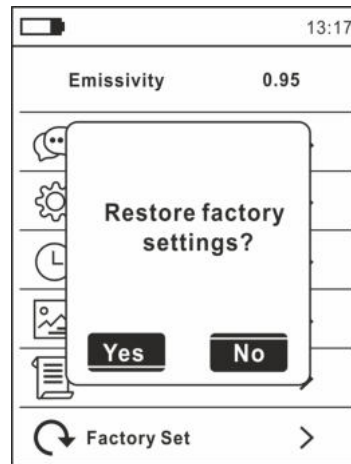 13:17
Emissivity 0.95
Restore factory
settings?
Yes No
Factory Set